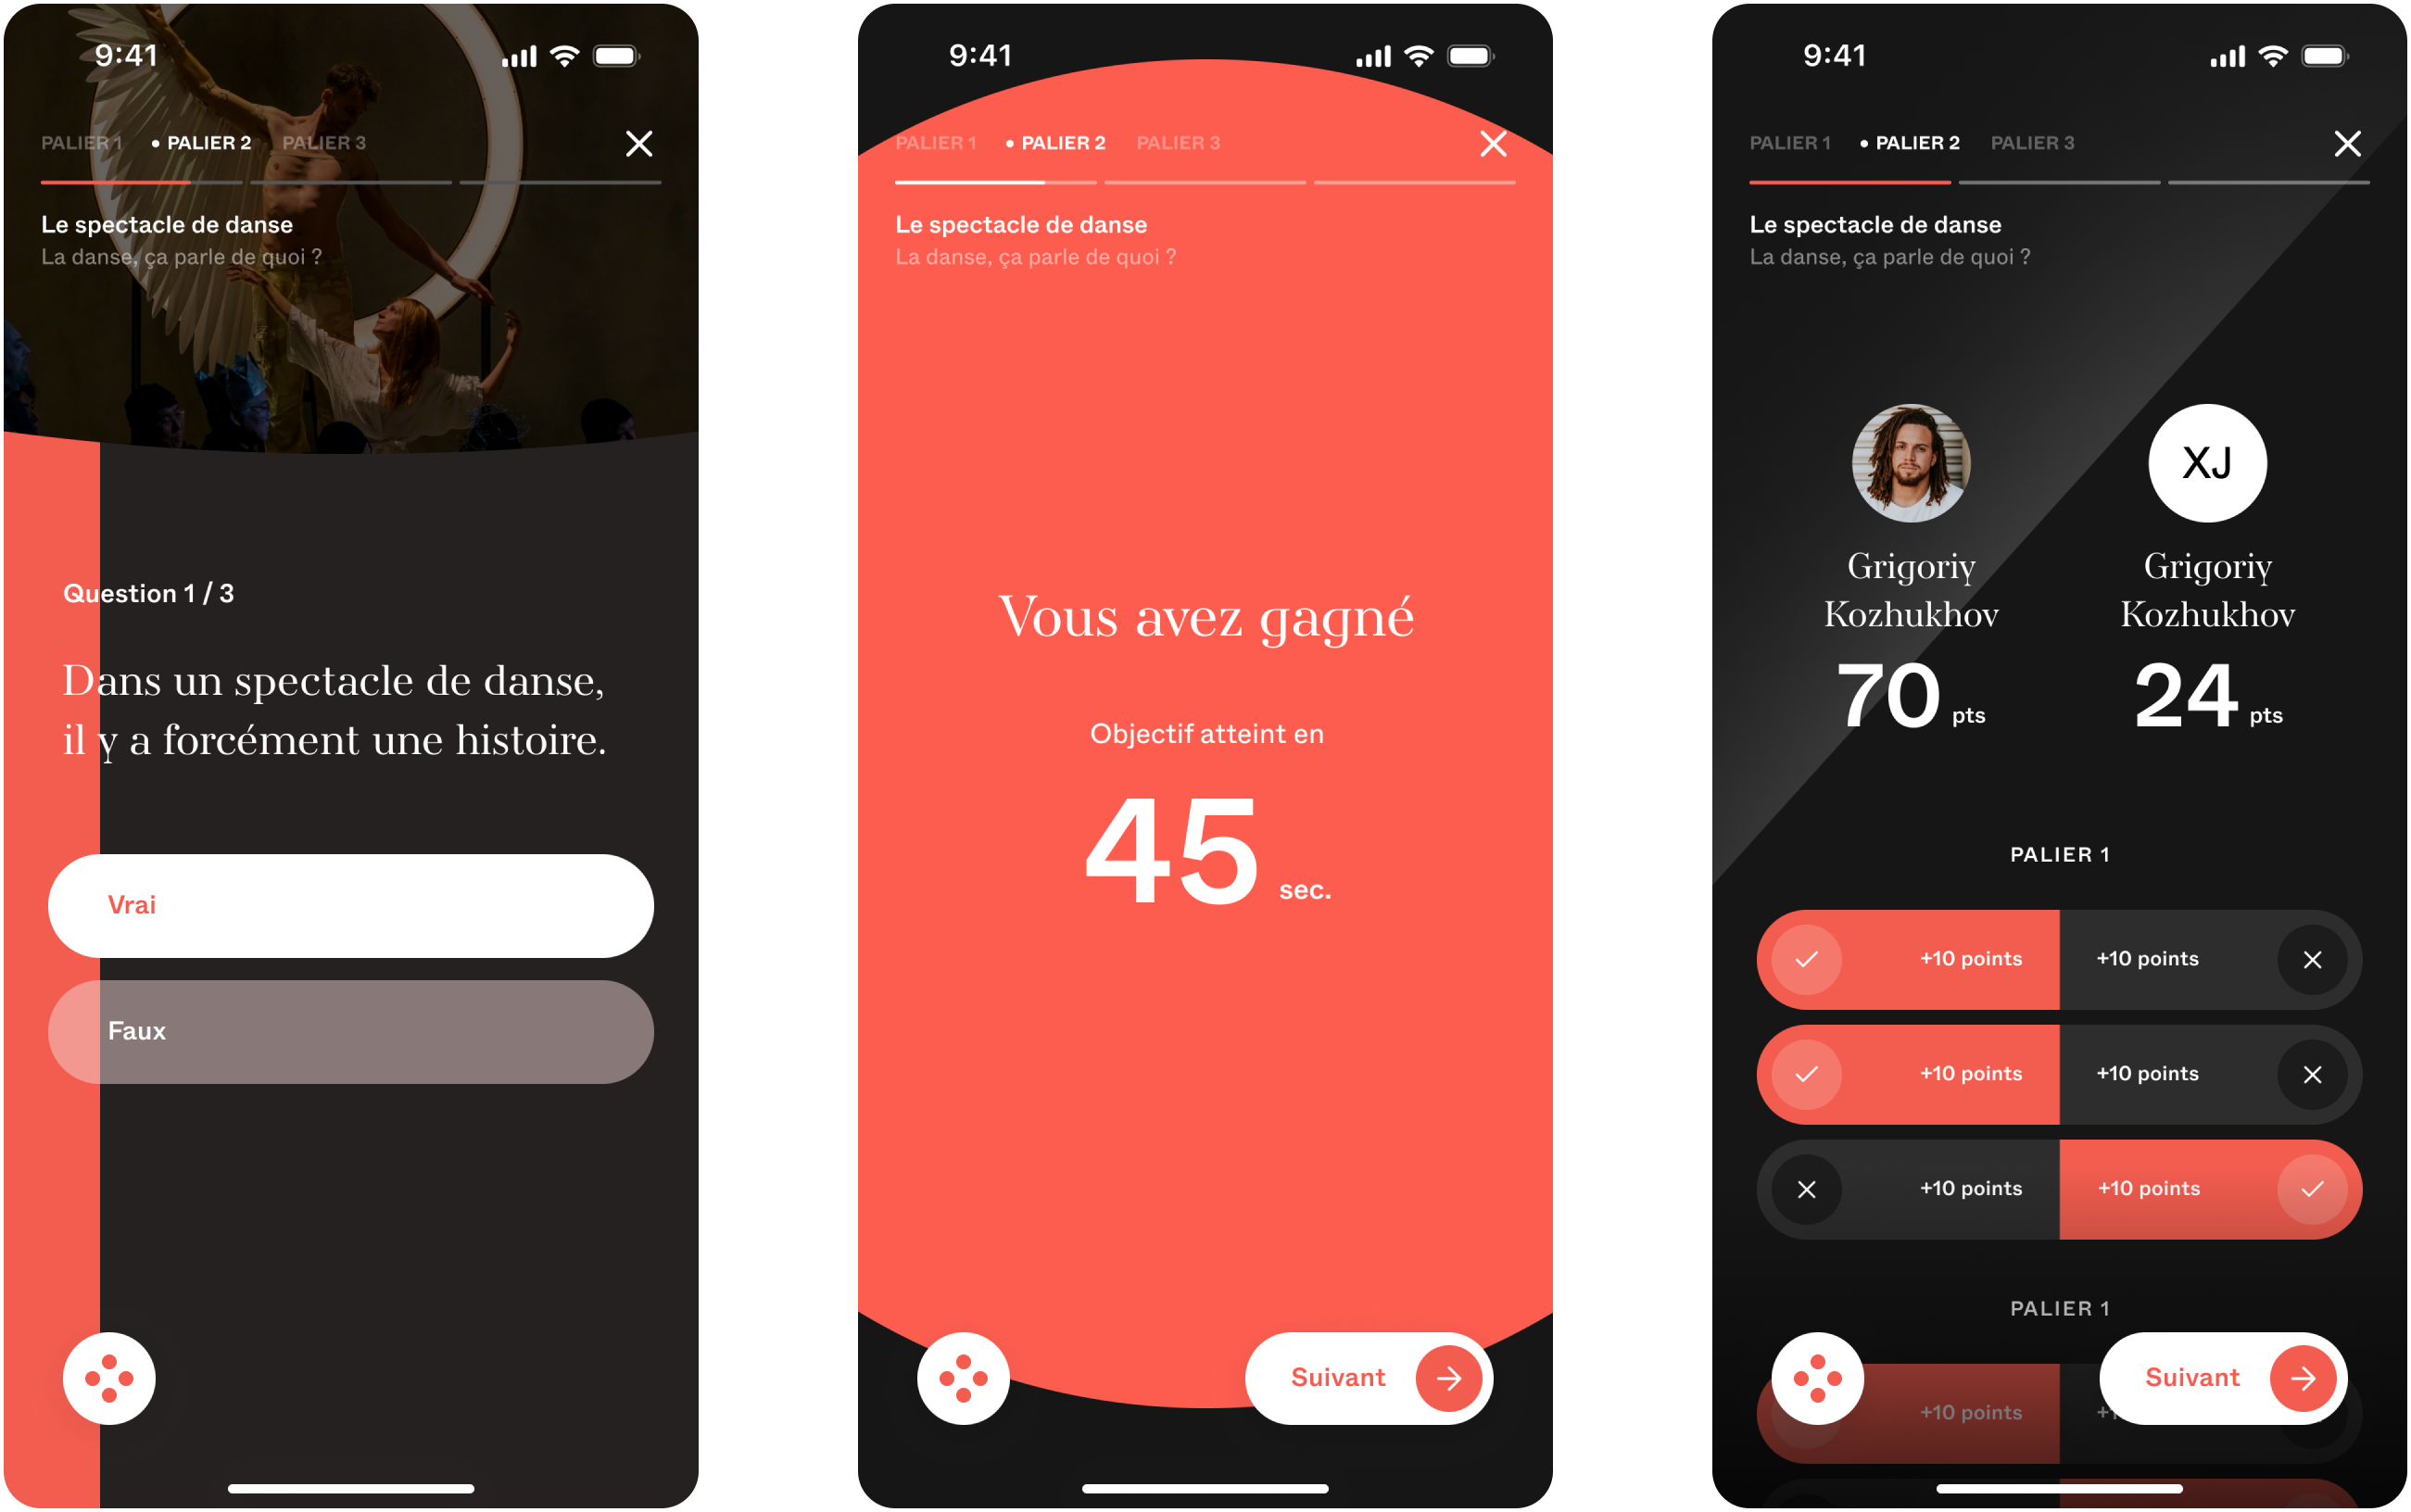 9:41
PALIER 1 • PALIER 2 PALIER 3
Le spectacle de danse
La danse, ça parle de quoi ?
Question 1 / 3
Dans un spectacle de danse,
il y a forcément une histoire.
Vrai
Faux
9:41
PALIER 1 • PALIER 2 PALIER 3
Le spectacle de danse
La danse, ça parle de quoi ?
Vous avez gagné
Objectif atteint en
45 sec.
Suivant
9:41
PALIER 1 • PALIER 2 PALIER 3
Le spectacle de danse
La danse, ça parle de quoi ?
XJ
Grigoriy
Kozhukhov
70 pts
Grigoriy
Kozhukhov
24 pts
PALIER 1
+10 points +10 points
+10 points +10 points
+10 points +10 points
PALIER 1
Suivant
+10 points